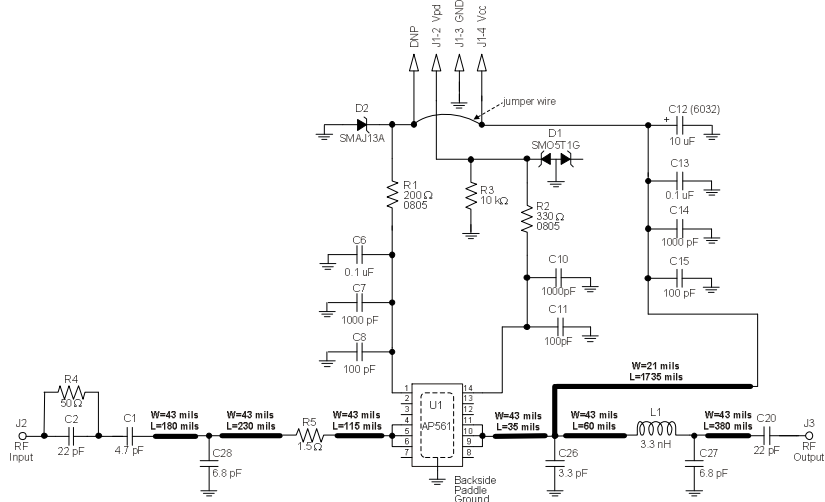 DNP
J1-2 Vpd
J1-3 GND
J1-4 Vcc
jumper wire
D2
SMAJ13A
D1
SMO5T1G
C12 (6032)
+
10 uF
C13
0.1 uF
C14
1000 pF
C15
100 pF
R1
200Ω
0805
R3
10 kΩ
R2
330Ω
0805
C6
0.1 uF
C7
1000 pF
C8
100 pF
C10
1000pF
C11
100pF
W=21 mils
L=1735 mils
R4
50Ω
J2
RF
Input
C2
22 pF
C1
4.7 pF
W=43 mils
L=180 mils
W=43 mils
L=230 mils
C28
6.8 pF
R5
1.5Ω
W=43 mils
L=115 mils
1
2
3
4
5
6
7
U1
AP561
14
13
12
11
10
9
8
Backside
Paddle
Ground
W=43 mils
L=35 mils
C26
3.3 pF
W=43 mils
L=60 mils
L1
3.3 nH
C27
6.8 pF
W=43 mils
L=380 mils
C20
22 pF
J3
RF
Output